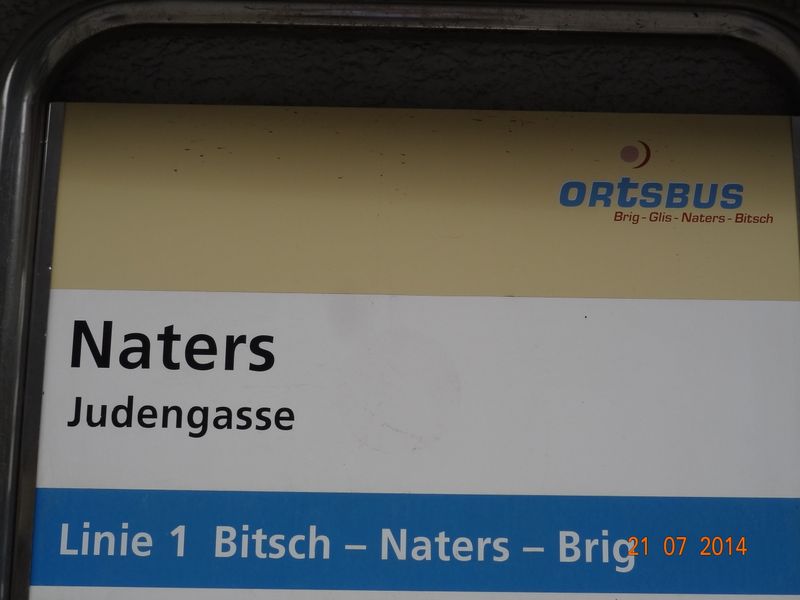 ORTSBUS
Brig - Glis - Naters - Bitsch
Naters
Judengasse
Linie 1 Bitsch – Naters – Brig
21 07 2014